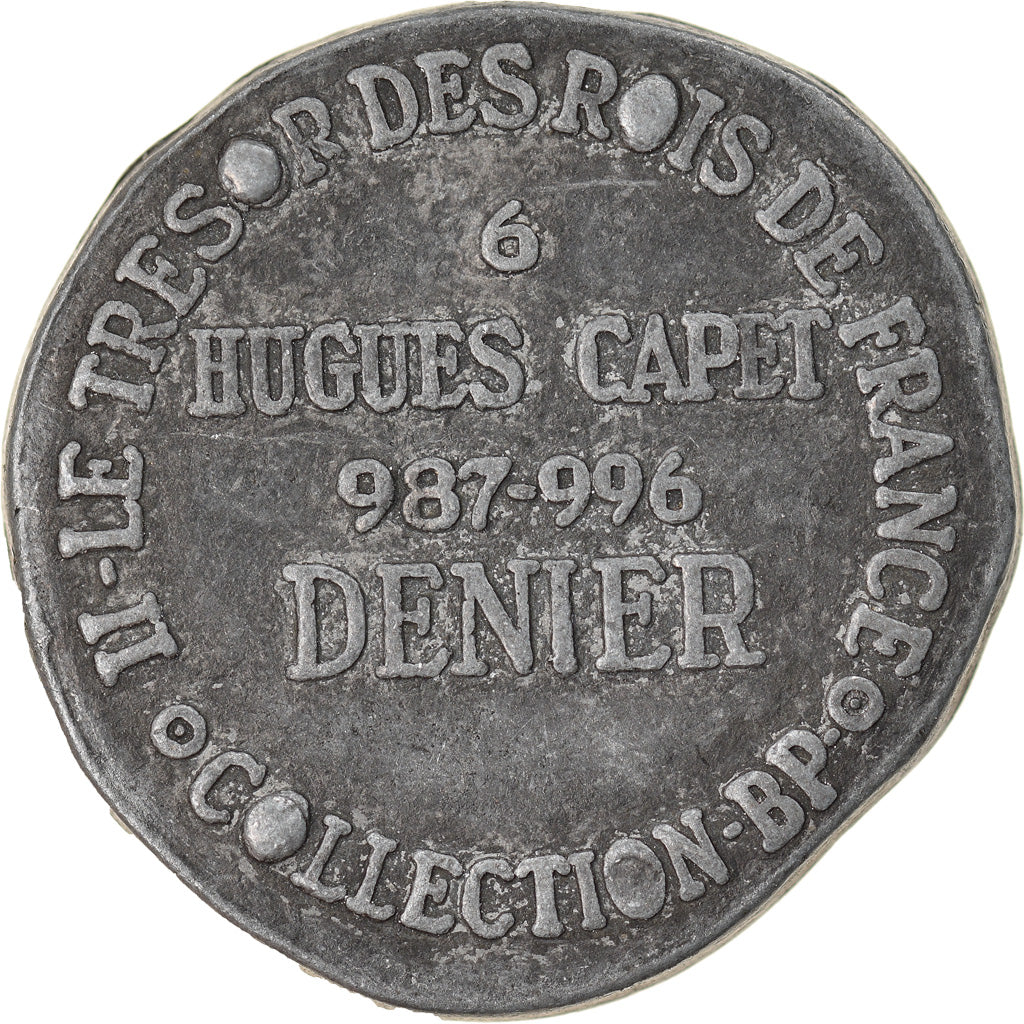 II-LE TRESOR DES ROIS DE FRANCE
6
HUGUES CAPET
987-996
DENIER
COLLECTION-BP-